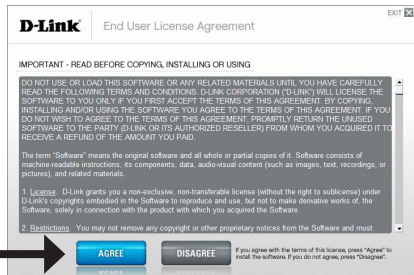 EXIT X
D-Link® End User License Agreement
IMPORTANT - READ BEFORE COPYING, INSTALLING OR USING
DO NOT USE OR LOAD THIS SOFTWARE OR ANY RELATED MATERIALS UNTIL YOU HAVE CAREFULLY
READ THE FOLLOWING TERMS AND CONDITIONS. D-LINK CORPORATION ("D-LINK") WILL LICENSE THE
SOFTWARE TO YOU ONLY IF YOU FIRST ACCEPT THE TERMS OF THIS AGREEMENT. BY COPYING,
INSTALLING AND/OR USING THE SOFTWARE YOU AGREE TO THE TERMS OF THIS AGREEMENT. IF YOU
DO NOT WISH TO AGREE TO THE TERMS OF THIS AGREEMENT, PROMPTLY RETURN THE UNUSED
SOFTWARE TO THE PARTY (D-LINK OR ITS AUTHORIZED RESELLER) FROM WHOM YOU ACQUIRED IT TO
RECEIVE A REFUND OF THE AMOUNT YOU PAID.
The term "Software" means the original software and all whole or partial copies of it. Software consists of
machine-readable instructions, its components, data, audio-visual content (such as images, text, recordings, or
pictures), and related materials.
1. License. D-Link grants you a non-exclusive, non-transferable license (without the right to sublicense) under
D-Link's copyrights embodied in the Software to reproduce and use, but not to make derivative works of, the
Software, solely in connection with the product with which you acquired the Software.
2. Restrictions. You may not remove any copyright or other proprietary notices from the Software and must
AGREE DISAGREE If you agree with the terms of this license, press "Agree" to
install the software. If you do not agree, press "Disagree".